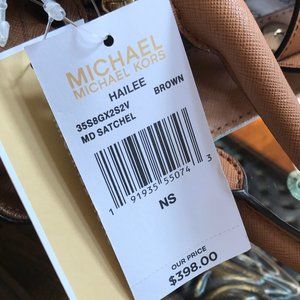 MICHAEL
MICHAEL KORS
HAILEE
35S8GX2S2V BROWN
MD SATCHEL
1 91935 55074 3
NS
OUR PRICE
$398.00